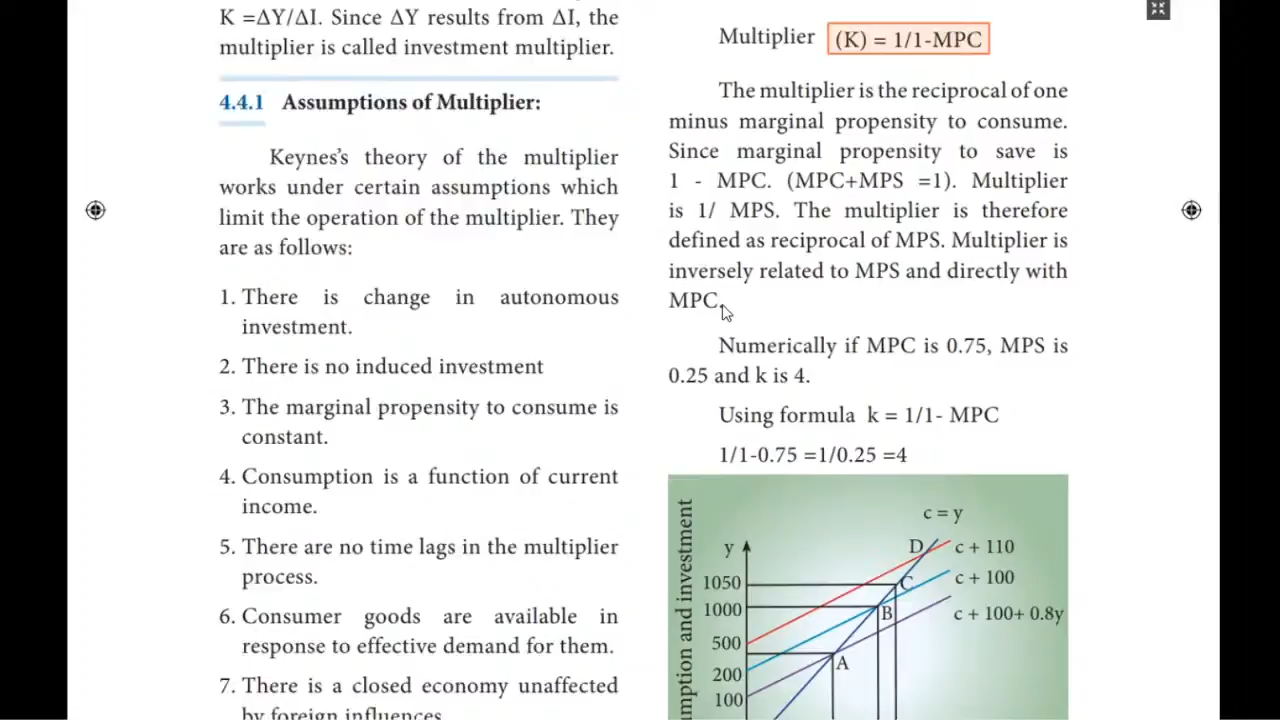 K =ΔY/ΔI. Since ΔY results from ΔI, the
multiplier is called investment multiplier.
4.4.1 Assumptions of Multiplier:
Keynes's theory of the multiplier
works under certain assumptions which
limit the operation of the multiplier. They
are as follows:
1. There is change in autonomous
investment.
2. There is no induced investment
3. The marginal propensity to consume is
constant.
4. Consumption is a function of current
income.
5. There are no time lags in the multiplier
process.
6. Consumer goods are available in
response to effective demand for them.
7. There is a closed economy unaffected
by foreign influences.
Multiplier (K) = 1/1-MPC
The multiplier is the reciprocal of one
minus marginal propensity to consume.
Since marginal propensity to save is
1 - MPC. (MPC+MPS =1). Multiplier
is 1/ MPS. The multiplier is therefore
defined as reciprocal of MPS. Multiplier is
inversely related to MPS and directly with
MPC.
Numerically if MPC is 0.75, MPS is
0.25 and k is 4.
Using formula k = 1/1- MPC
1/1-0.75 =1/0.25 =4
and investment
c = y
y
D
c + 110
1050
C
c + 100
1000
B
c + 100+ 0.8y
500
A
200
100